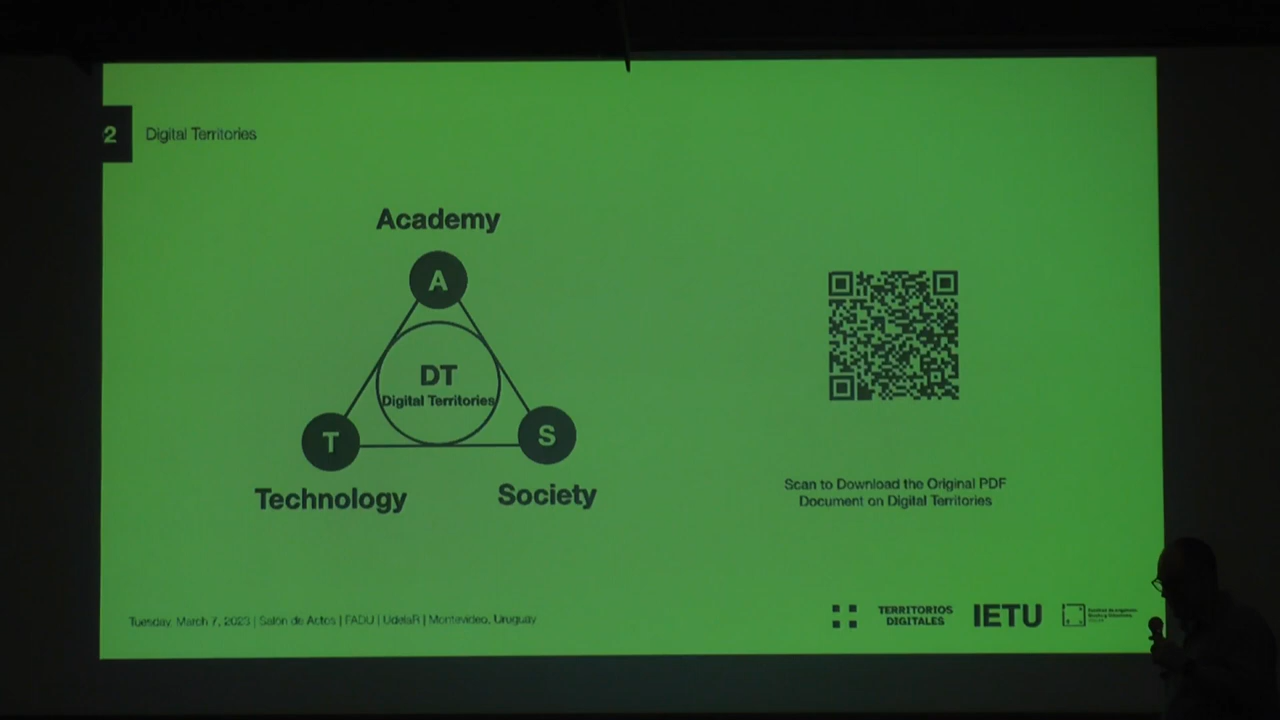 2
Digital Territories
Academy
A
DT
Digital Territories
T
S
Technology
Society
Scan to Download the Original PDF
Document on Digital Territories
Tuesday, March 7, 2023 | Salón de Actos | FADU | UdelaR | Montevideo, Uruguay
TERRITORIOS
DIGITALES
IETU